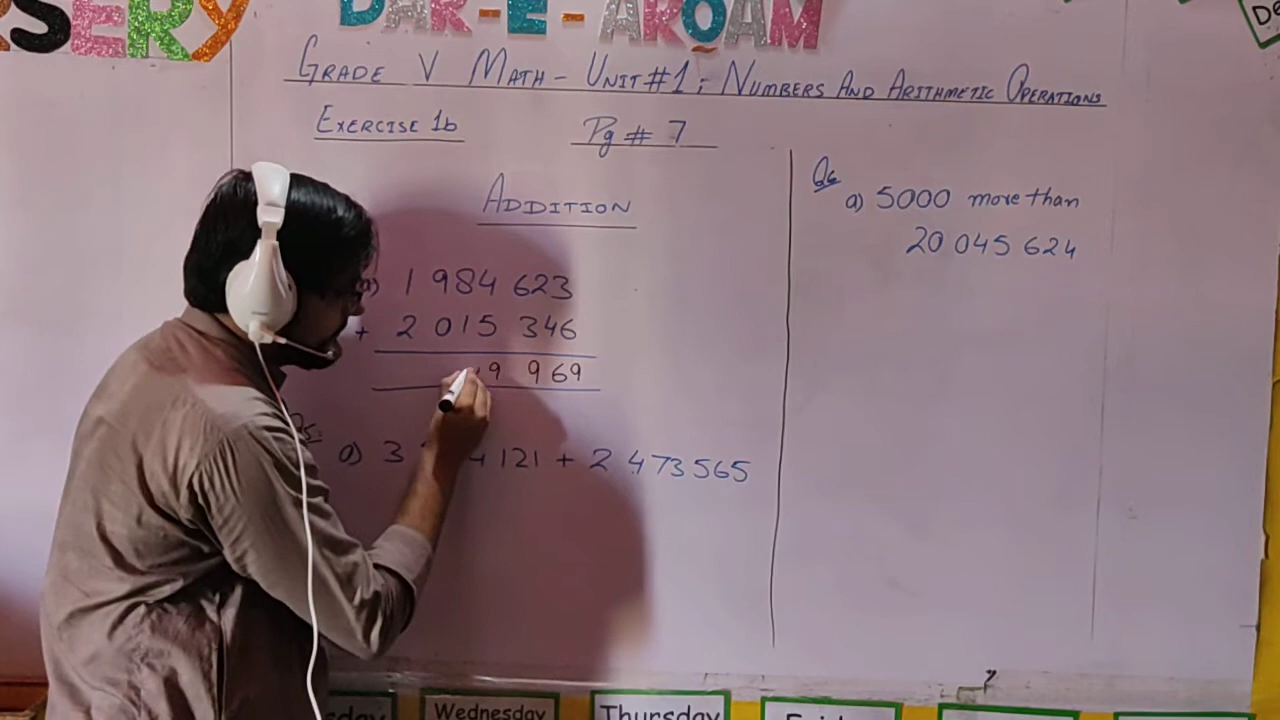 SERY
DAR-E-ARQAM
GRADE V MATH - UNIT #1: NUMBERS AND ARITHMETIC OPERATIONS
EXERCISE 1b Pg # 7
ADDITION
a) 1 984 623
+ 2 015 346
9 969
Q5:
a) 3 4 121 + 2 473 565
Q6
a) 5000 more than
20 045 624
Wednesday
Thursday